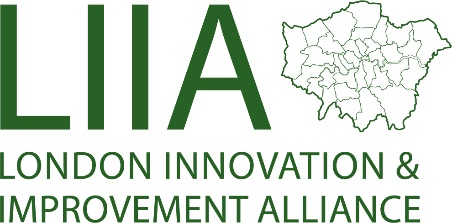 LIIA
LONDON INNOVATION &
IMPROVEMENT ALLIANCE